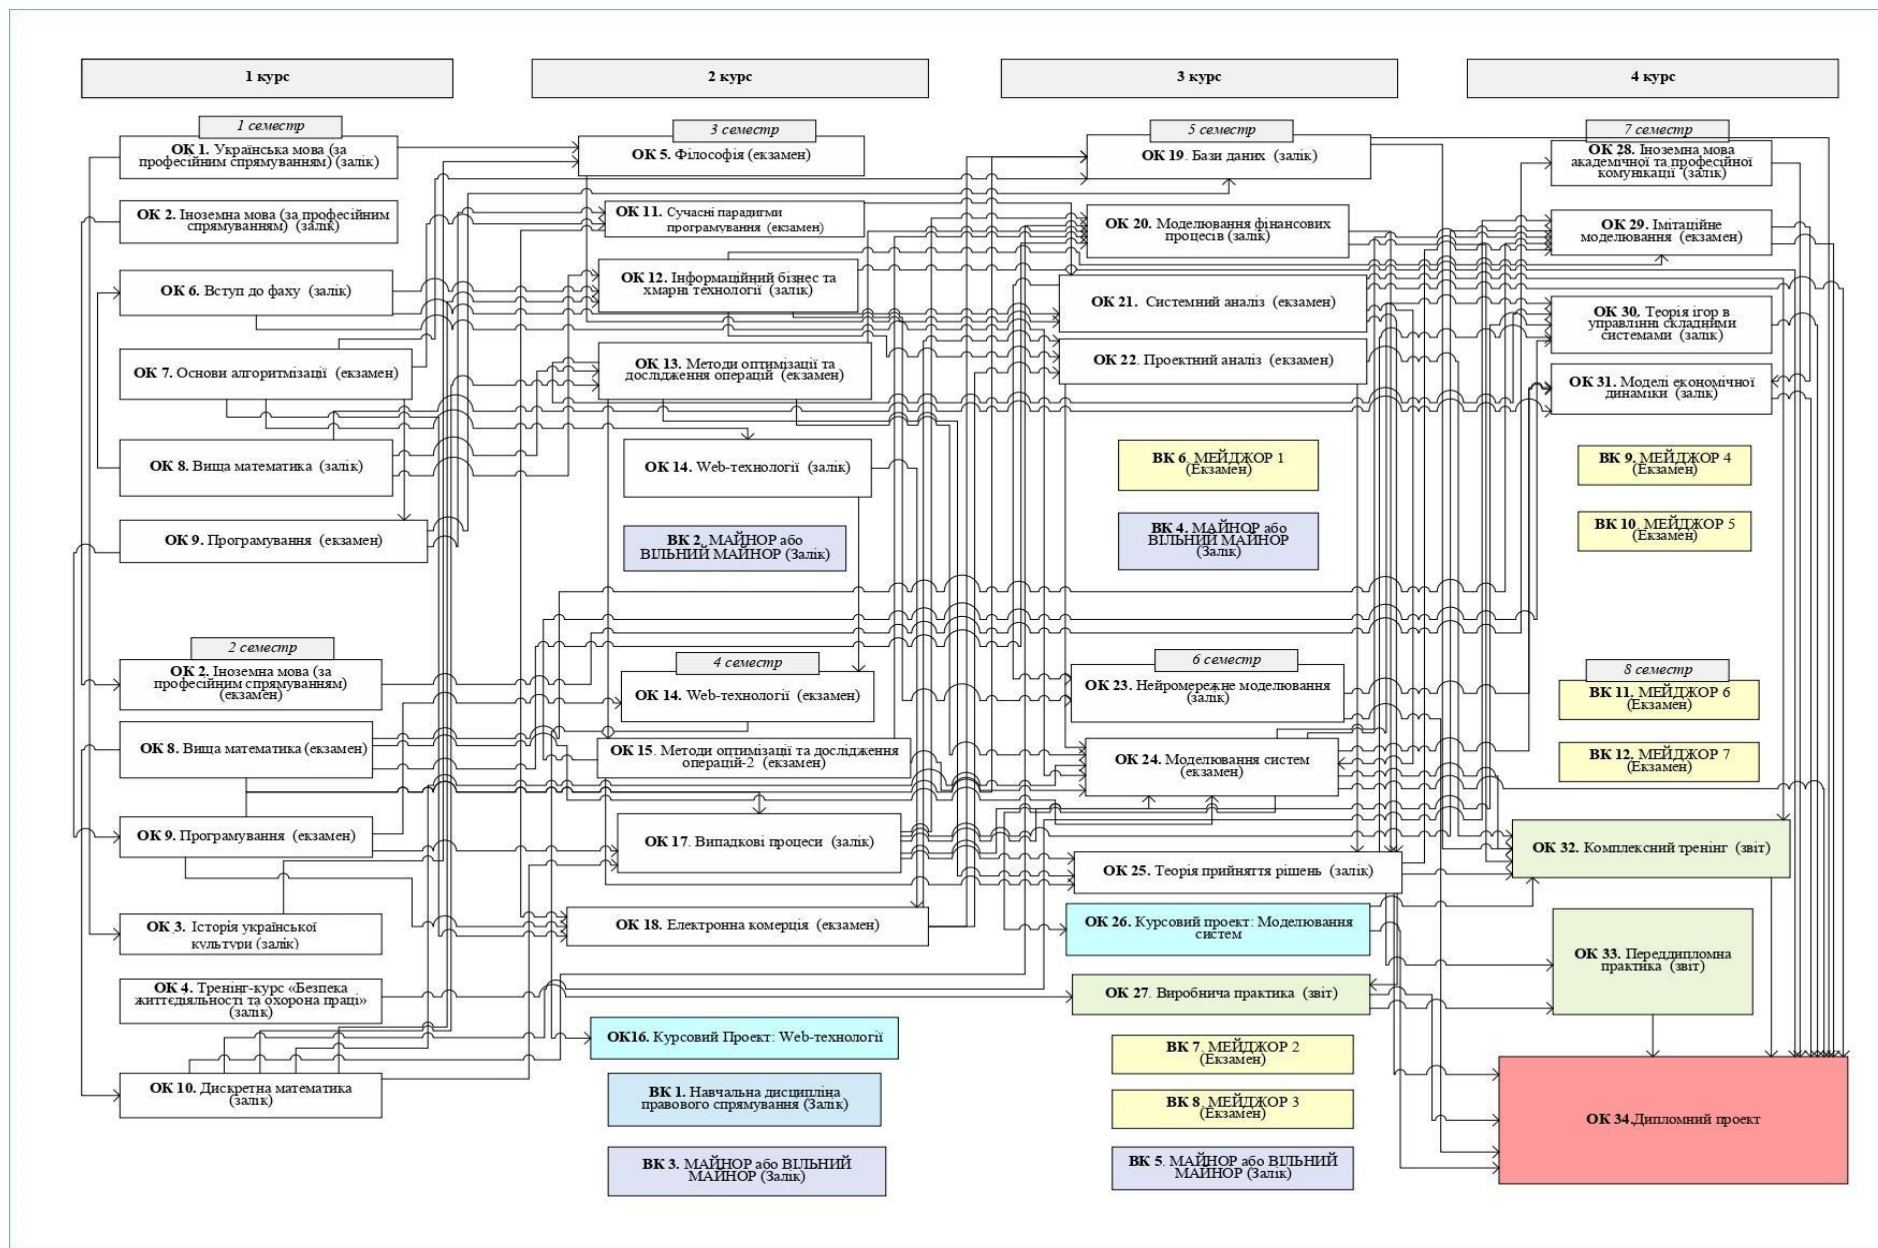 1 курс
2 курс
3 курс
4 курс
1 семестр
ОК 1. Українська мова (за
професійним спрямуванням) (залік)
ОК 2. Іноземна мова (за професійним
спрямуванням) (залік)
ОК 6. Вступ до фаху (залік)
ОК 7. Основи алгоритмізації (екзамен)
ОК 8. Вища математика (залік)
ОК 9. Програмування (екзамен)
2 семестр
ОК 2. Іноземна мова (за
професійним спрямуванням)
(екзамен)
ОК 8. Вища математика (екзамен)
ОК 9. Програмування (екзамен)
ОК 3. Історія української
культури (залік)
ОК 4. Тренінг-курс «Безпека
життєдіяльності та охорона праці»
(залік)
ОК 10. Дискретна математика
(залік)
3 семестр
ОК 5. Філософія (екзамен)
ОК 11. Сучасні парадигми
програмування (екзамен)
ОК 12. Інформаційний бізнес та
хмарні технології (залік)
ОК 13. Методи оптимізації та
дослідження операцій (екзамен)
ОК 14. Web-технології (залік)
ВК 2. МАЙНОР або
ВІЛЬНИЙ МАЙНОР (Залік)
4 семестр
ОК 14. Web-технології (екзамен)
ОК 15. Методи оптимізації та дослідження
операцій-2 (екзамен)
ОК 17. Випадкові процеси (залік)
ОК 18. Електронна комерція (екзамен)
ОК16. Курсовий Проект: Web-технології
ВК 1. Навчальна дисципліна
правового спрямування (Залік)
ВК 3. МАЙНОР або ВІЛЬНИЙ
МАЙНОР (Залік)
5 семестр
ОК 19. Бази даних (залік)
ОК 20. Моделювання фінансових
процесів (залік)
ОК 21. Системний аналіз (екзамен)
ОК 22. Проектний аналіз (екзамен)
ВК 6. МЕЙДЖОР 1
(Екзамен)
ВК 4. МАЙНОР або
ВІЛЬНИЙ МАЙНОР
(Залік)
6 семестр
ОК 23. Нейромережне моделювання
(залік)
ОК 24. Моделювання систем
(екзамен)
ОК 25. Теорія прийняття рішень (залік)
ОК 26. Курсовий проект: Моделювання
систем
ОК 27. Виробнича практика (звіт)
ВК 7. МЕЙДЖОР 2
(Екзамен)
ВК 8. МЕЙДЖОР 3
(Екзамен)
ВК 5. МАЙНОР або ВІЛЬНИЙ
МАЙНОР (Залік)
7 семестр
ОК 28. Іноземна мова
академічної та професійної
комунікації (залік)
ОК 29. Імітаційне
моделювання (екзамен)
ОК 30. Теорія ігор в
управлінні складними
системами (залік)
ОК 31. Моделі економічної
динаміки (залік)
ВК 9. МЕЙДЖОР 4
(Екзамен)
ВК 10. МЕЙДЖОР 5
(Екзамен)
8 семестр
ВК 11. МЕЙДЖОР 6
(Екзамен)
ВК 12. МЕЙДЖОР 7
(Екзамен)
ОК 32. Комплексний тренінг (звіт)
ОК 33. Переддипломна
практика (звіт)
ОК 34.Дипломний проект